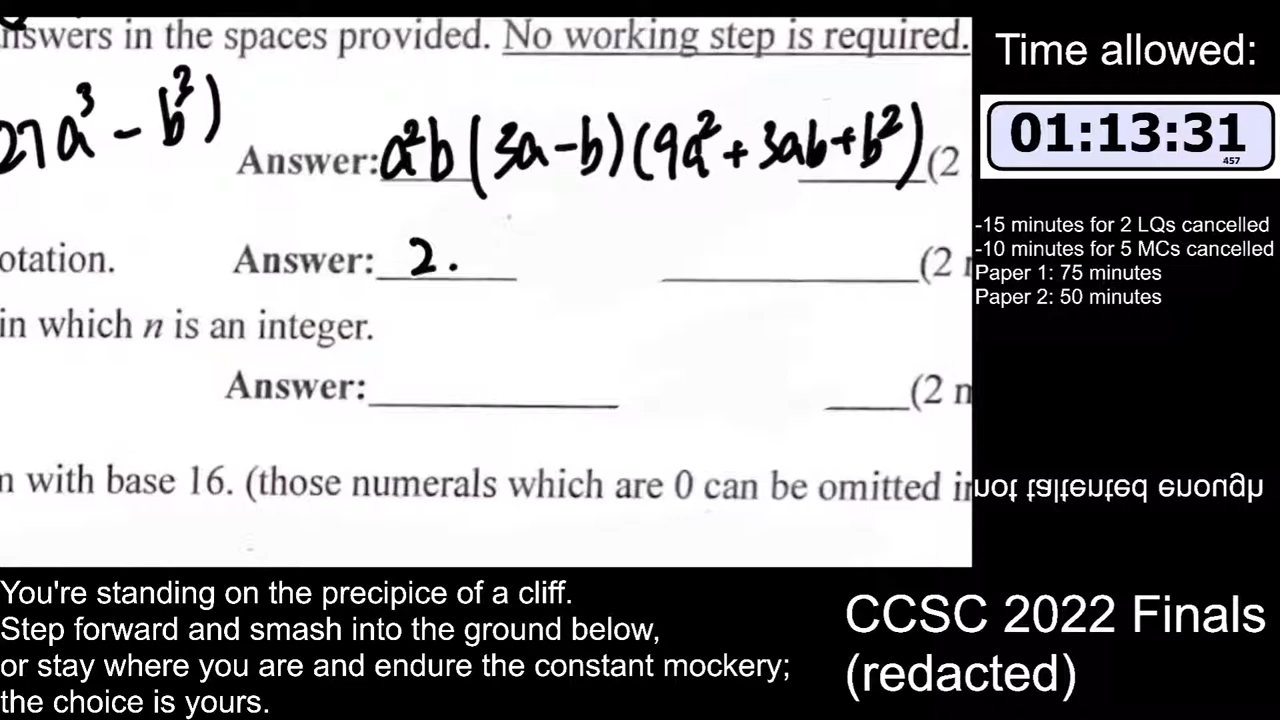 nswers in the spaces provided. No working step is required.
27a³ - b³)
Answer: a²b(3a-b)(9a²+3ab+b²) (2
otation. Answer: 2. (2
in which n is an integer.
Answer: (2
with base 16. (those numerals which are 0 can be omitted
Time allowed:
01:13:31
457
-15 minutes for 2 LQs cancelled
-10 minutes for 5 MCs cancelled
Paper 1: 75 minutes
Paper 2: 50 minutes
not taltented enough
You're standing on the precipice of a cliff.
Step forward and smash into the ground below,
or stay where you are and endure the constant mockery;
the choice is yours.
CCSC 2022 Finals
(redacted)